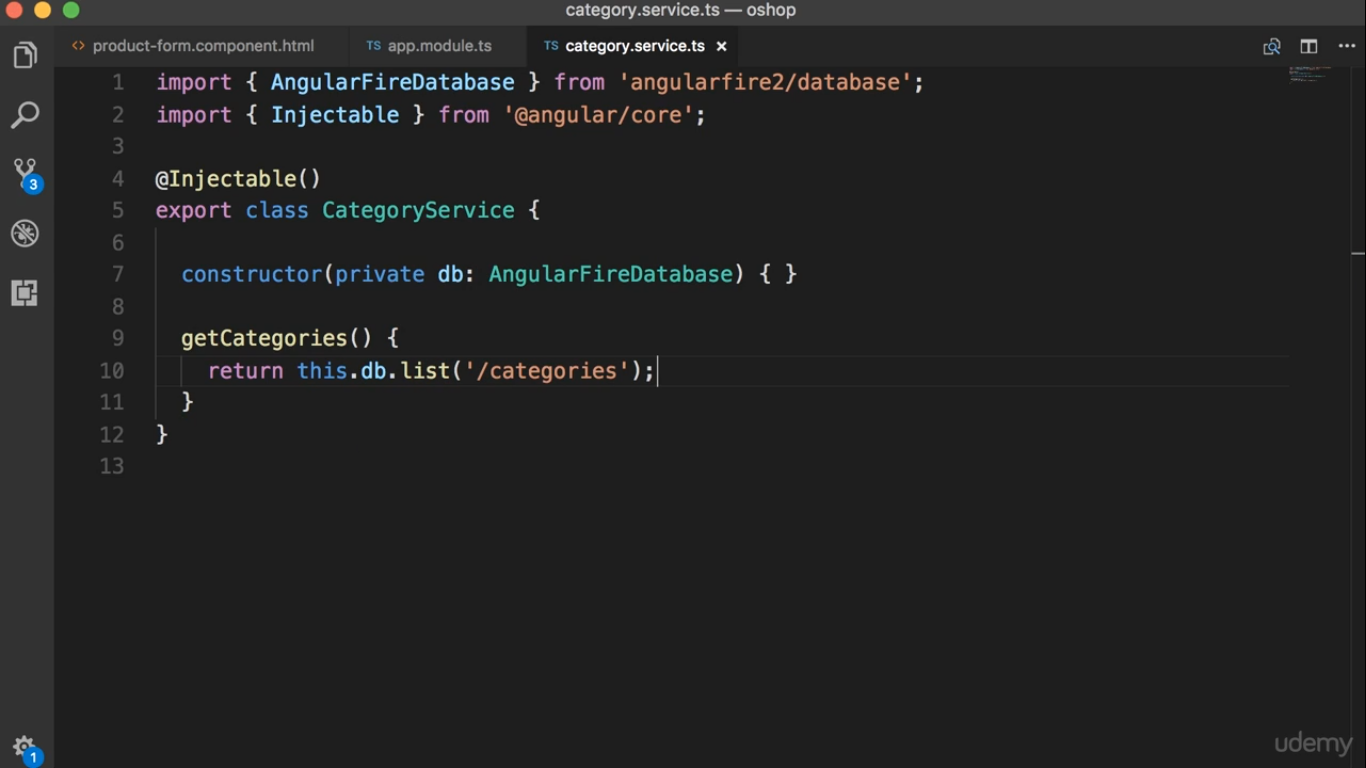 category.service.ts — oshop
<> product-form.component.html
TS app.module.ts
TS category.service.ts ×
1 import { AngularFireDatabase } from 'angularfire2/database';
2 import { Injectable } from '@angular/core';
3
4 @Injectable()
5 export class CategoryService {
6
7 constructor(private db: AngularFireDatabase) { }
8
9 getCategories() {
10 return this.db.list('/categories');
11 }
12 }
13
3
1
udemy